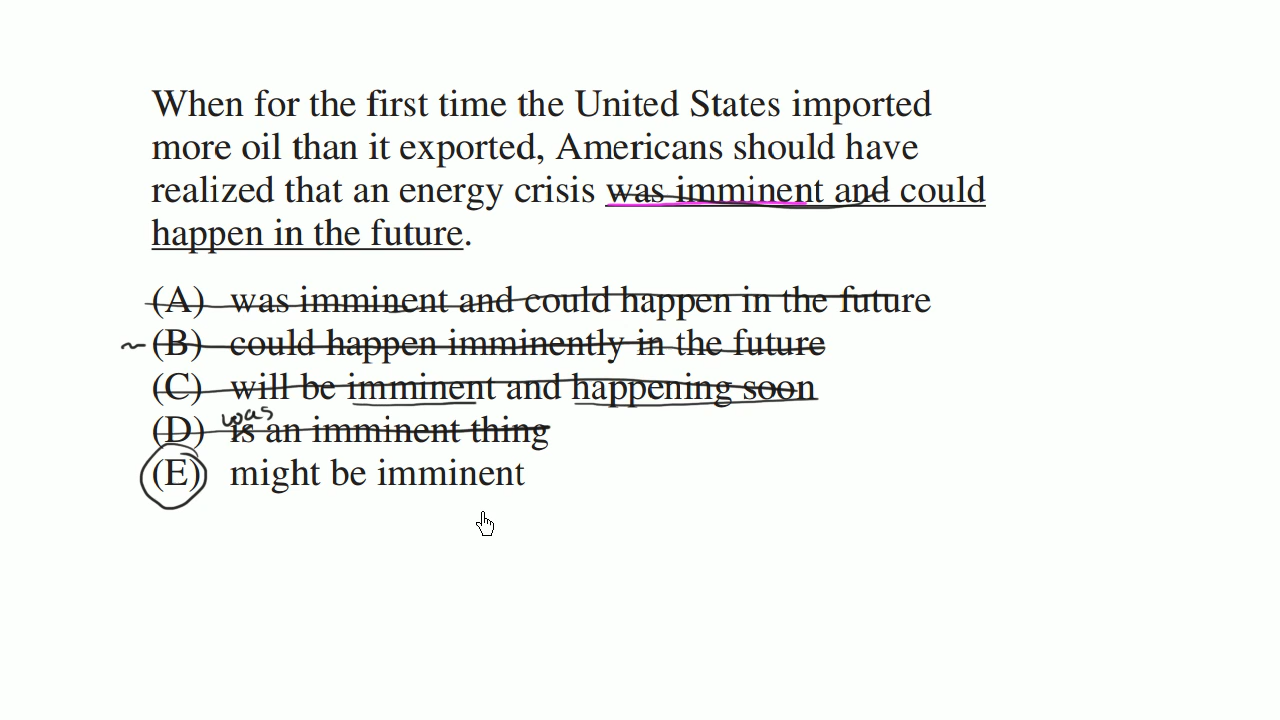 When for the first time the United States imported
more oil than it exported, Americans should have
realized that an energy crisis was imminent and could
happen in the future.
(A) was imminent and could happen in the future
~ (B) could happen imminently in the future
(C) will be imminent and happening soon
was
(D) is an imminent thing
(E) might be imminent